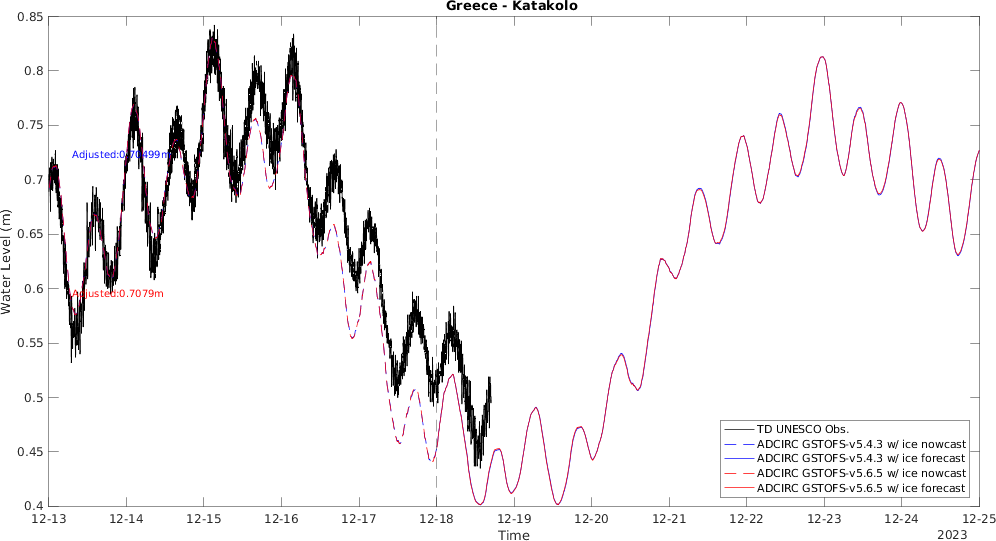 Greece - Katakolo
0.85
0.8
0.75
0.7
0.65
0.6
0.55
0.5
0.45
0.4
Water Level (m)
Adjusted:0.70499m
Adjusted:0.7079m
TD UNESCO Obs.
ADCIRC GSTOFS-v5.4.3 w/ ice nowcast
ADCIRC GSTOFS-v5.4.3 w/ ice forecast
ADCIRC GSTOFS-v5.6.5 w/ ice nowcast
ADCIRC GSTOFS-v5.6.5 w/ ice forecast
12-13 12-14 12-15 12-16 12-17 12-18 12-19 12-20 12-21 12-22 12-23 12-24 12-25
Time
2023